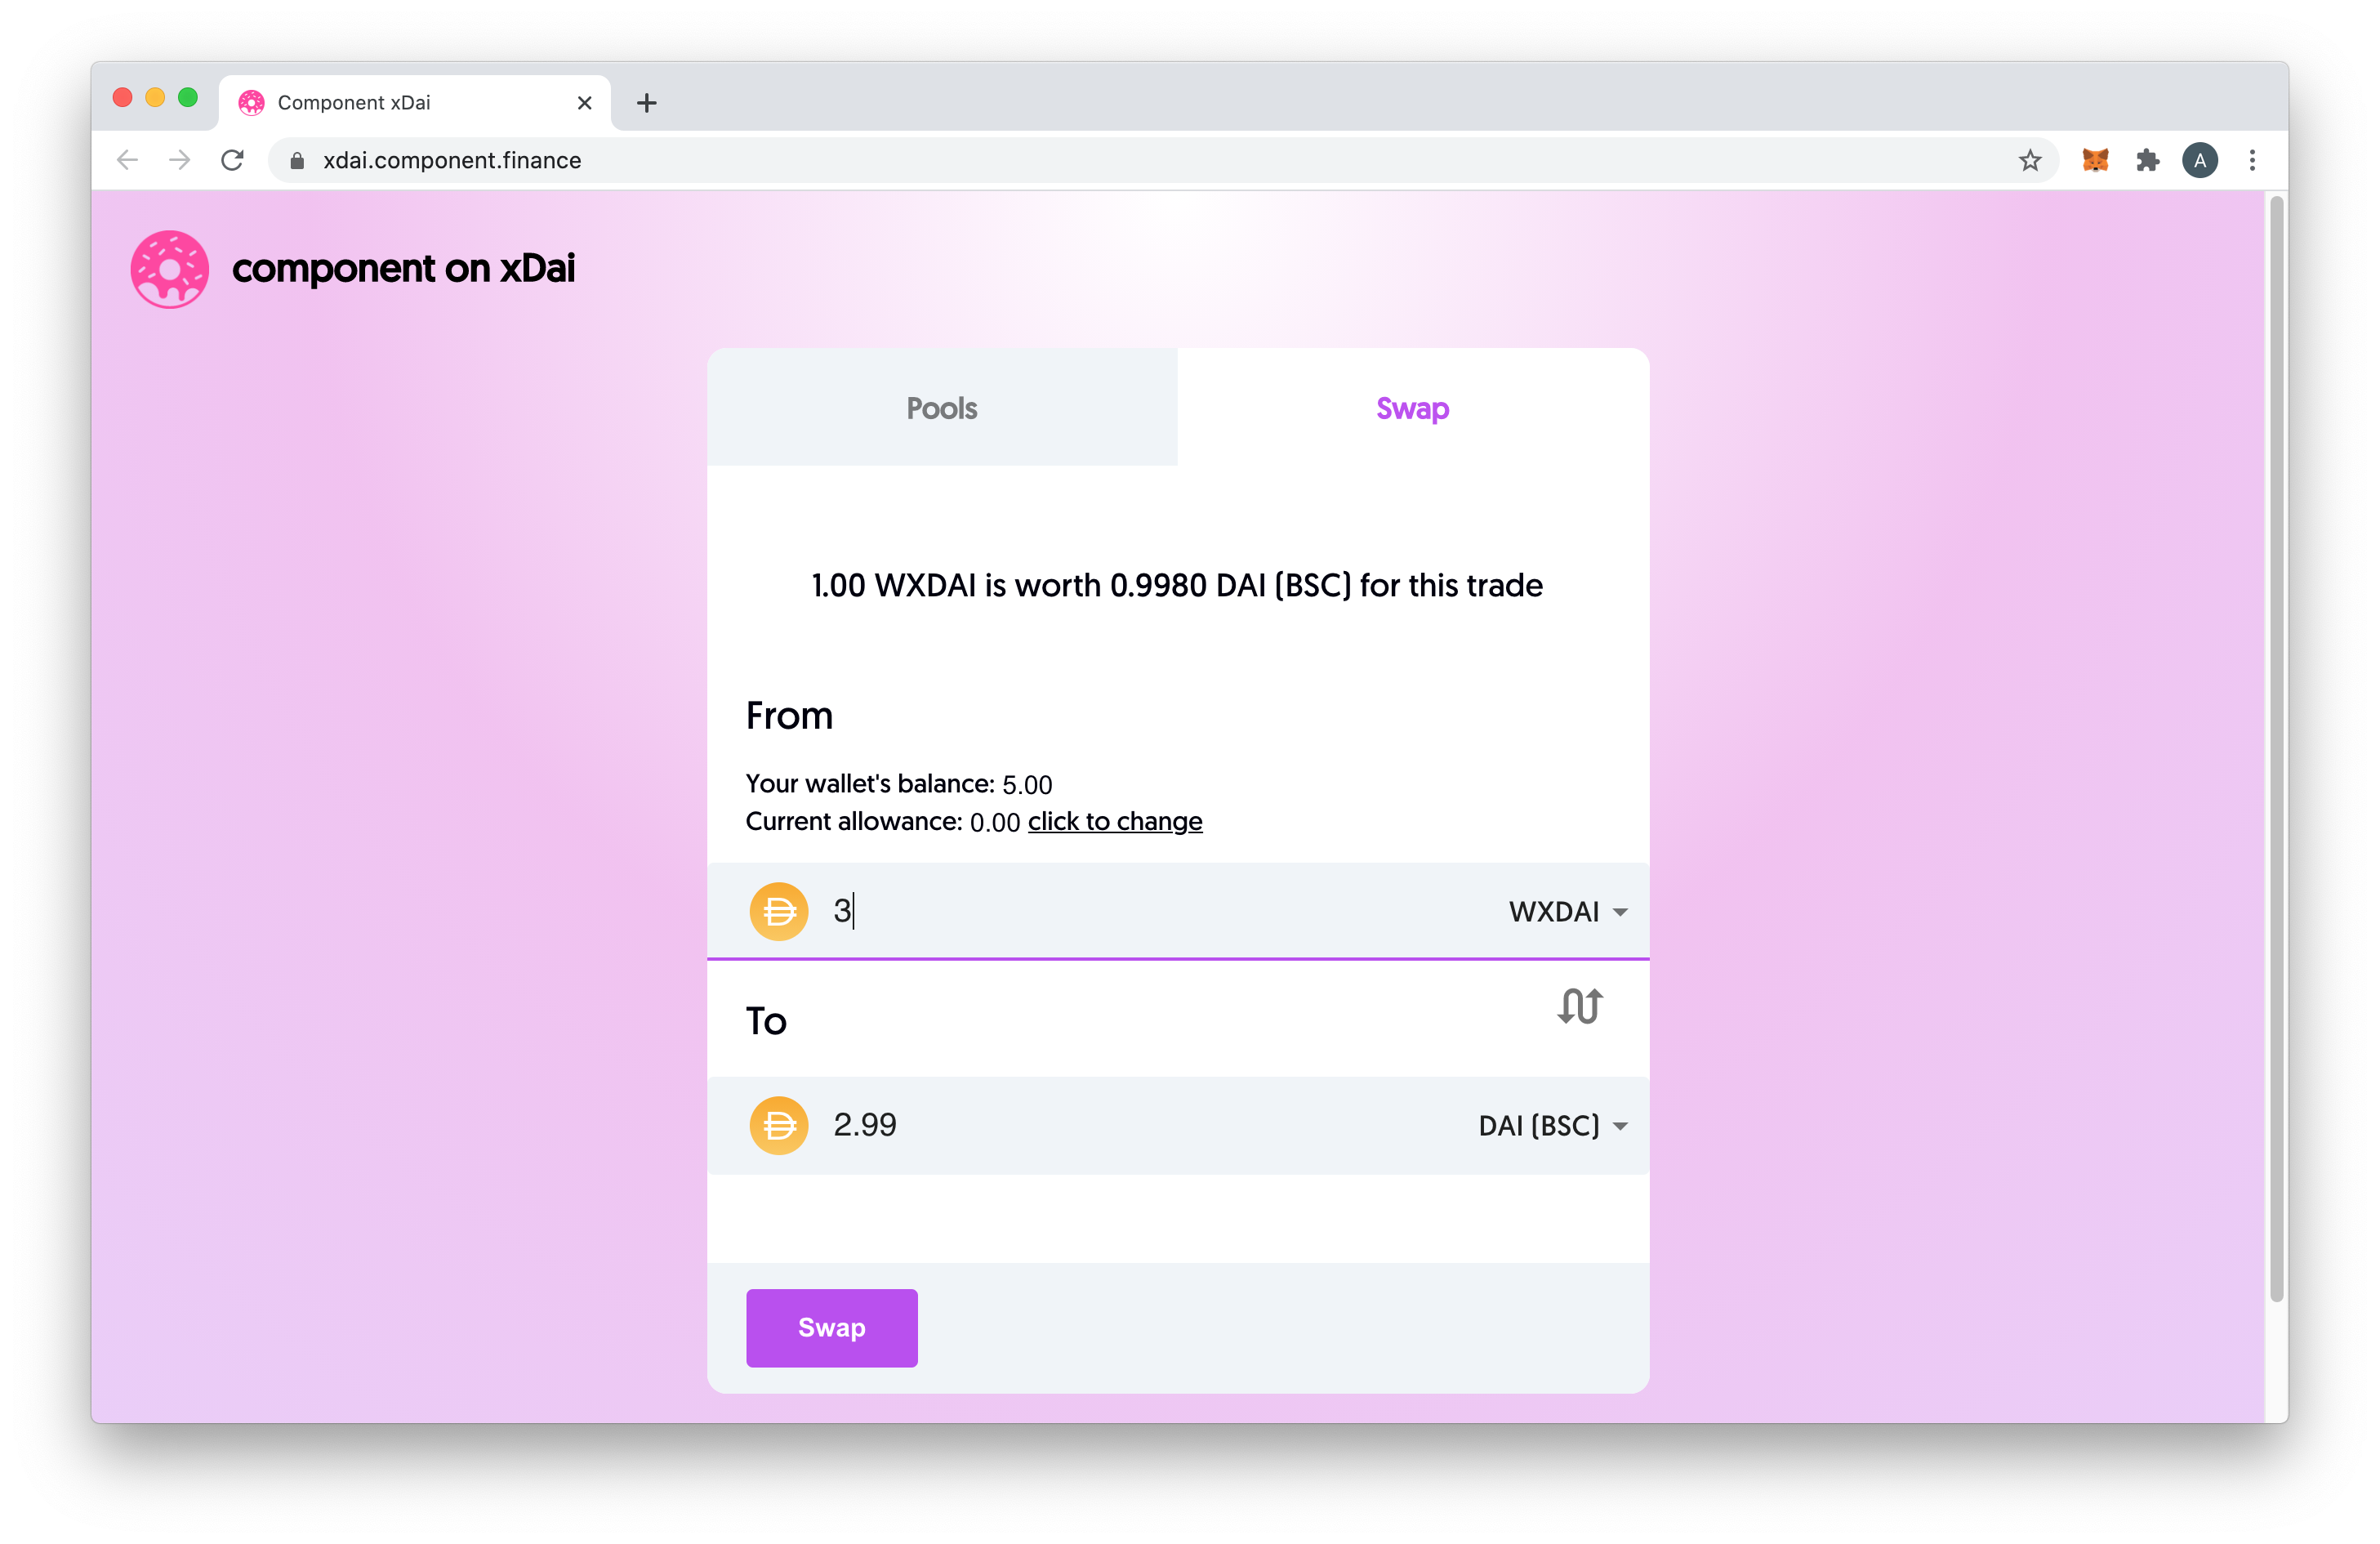 Component xDai
xdai.component.finance
A
component on xDai
Pools
Swap
1.00 WXDAI is worth 0.9980 DAI (BSC) for this trade
From
Your wallet's balance: 5.00
Current allowance: 0.00 click to change
3
WXDAI
To
2.99
DAI (BSC)
Swap